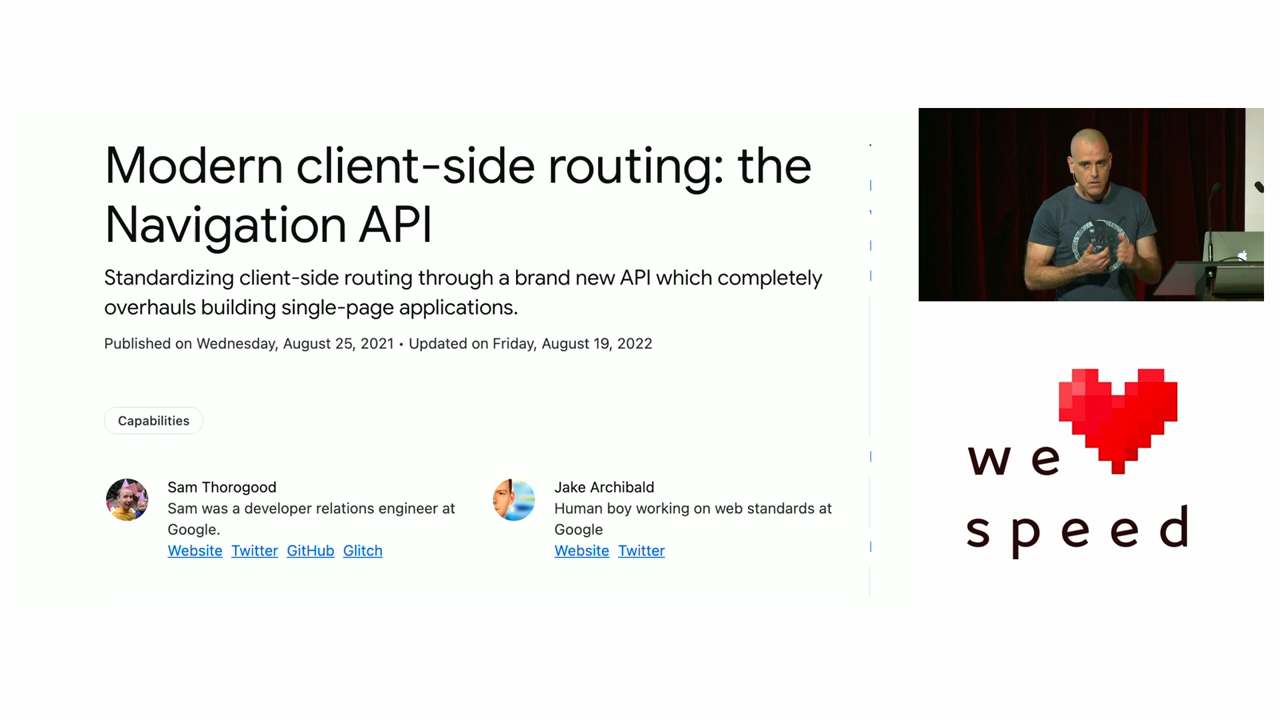 Modern client-side routing: the
Navigation API
Standardizing client-side routing through a brand new API which completely
overhauls building single-page applications.
Published on Wednesday, August 25, 2021 • Updated on Friday, August 19, 2022
Capabilities
Sam Thorogood
Sam was a developer relations engineer at
Google.
Website Twitter GitHub Glitch
Jake Archibald
Human boy working on web standards at
Google
Website Twitter
we
speed